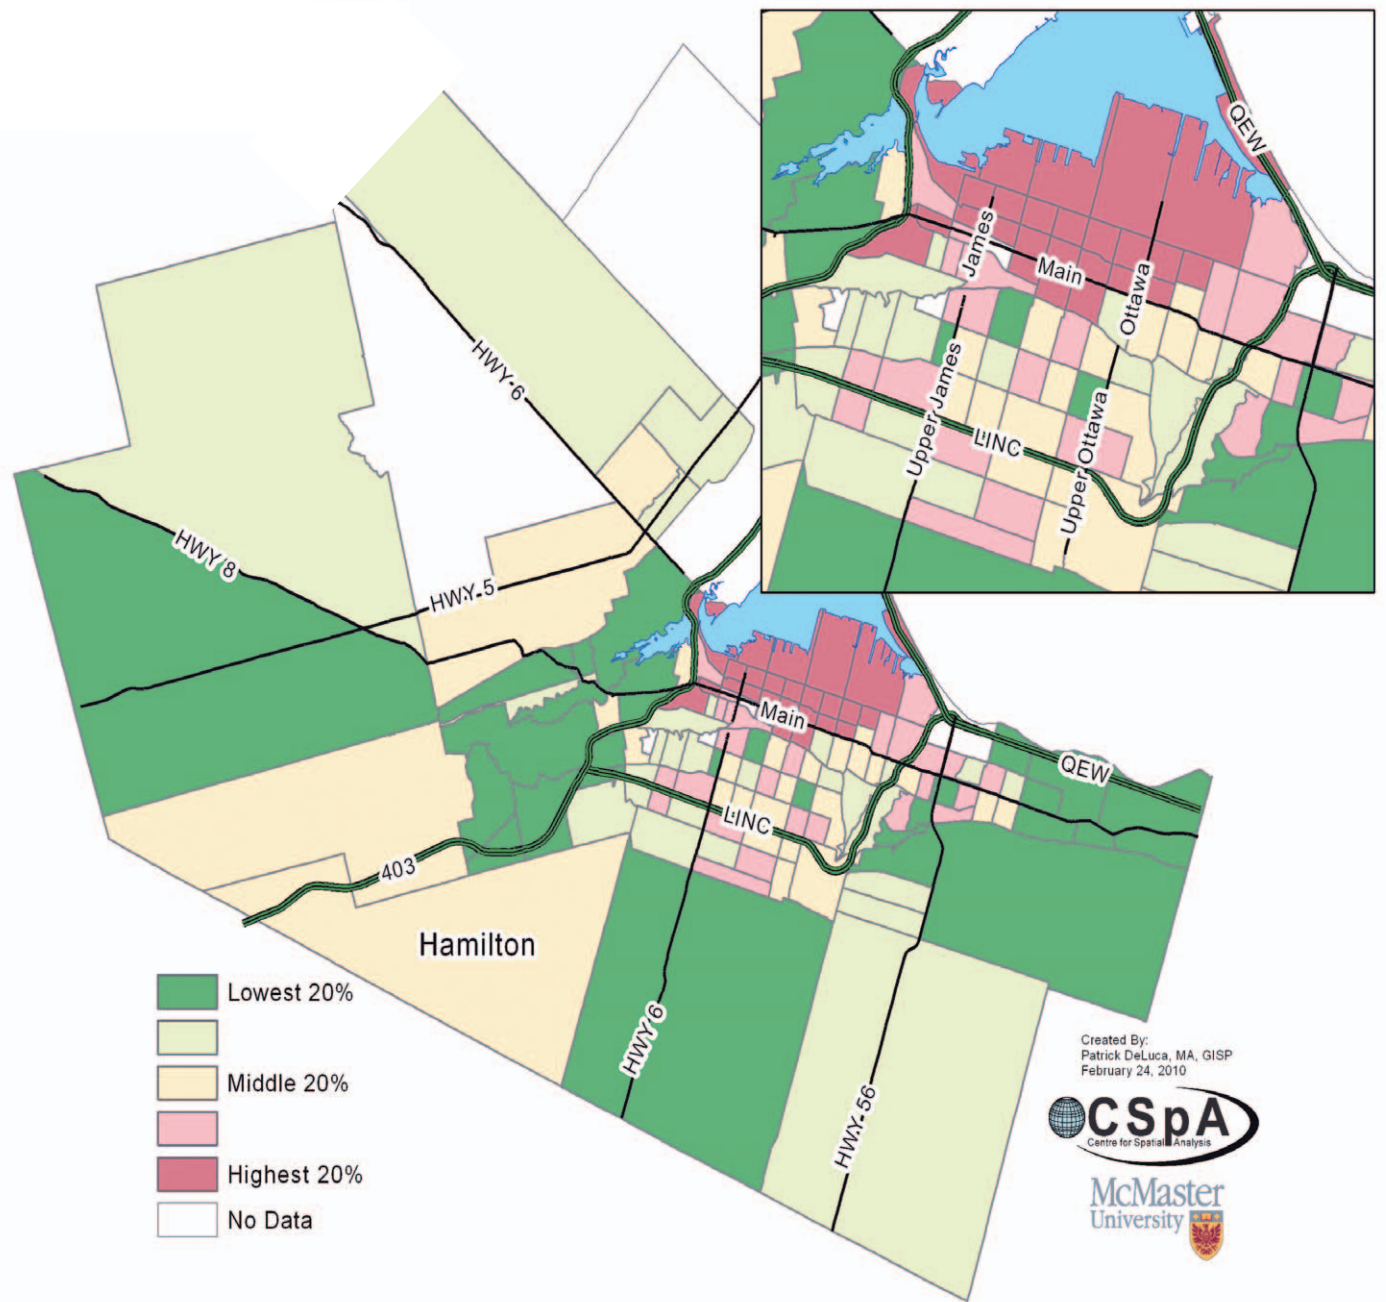 QEW
James
Main
Ottawa
Upper James
LINC
Upper Ottawa
HWY 6
HWY 8
HWY 5
Main
QEW
LINC
403
Hamilton
HWY 6
HWY 56
Lowest 20%
Middle 20%
Highest 20%
No Data
Created By:
Patrick DeLuca, MA, GISP
February 24, 2010
CSpA
Centre for Spatial Analysis
McMaster
University